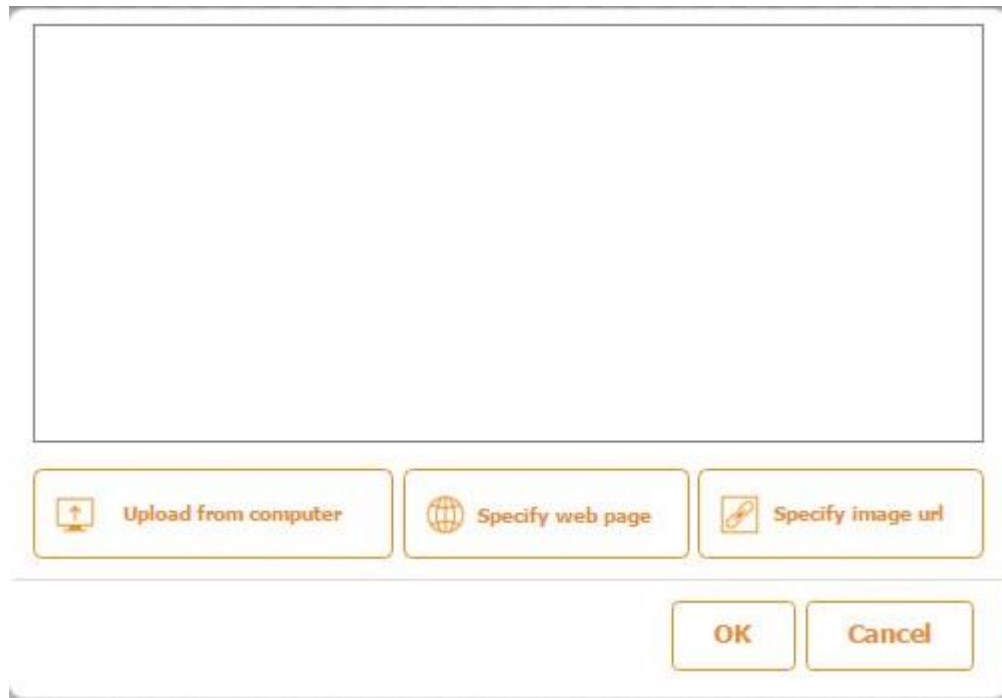 Upload from computer
Specify web page
Specify image url
OK
Cancel